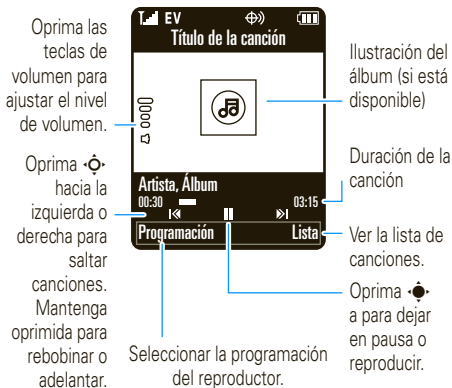 Oprima las
teclas de
volumen para
ajustar el nivel
de volumen.
Oprima
hacia la
izquierda o
derecha para
saltar
canciones.
Mantenga
oprimida para
rebobinar o
adelantar.
EV
Título de la canción
Artista, Álbum
00:30
03:15
Programación
Lista
Seleccionar la programación
del reproductor.
Ilustración del
álbum (si está
disponible)
Duración de la
canción
Ver la lista de
canciones.
Oprima
a para dejar
en pausa o
reproducir.